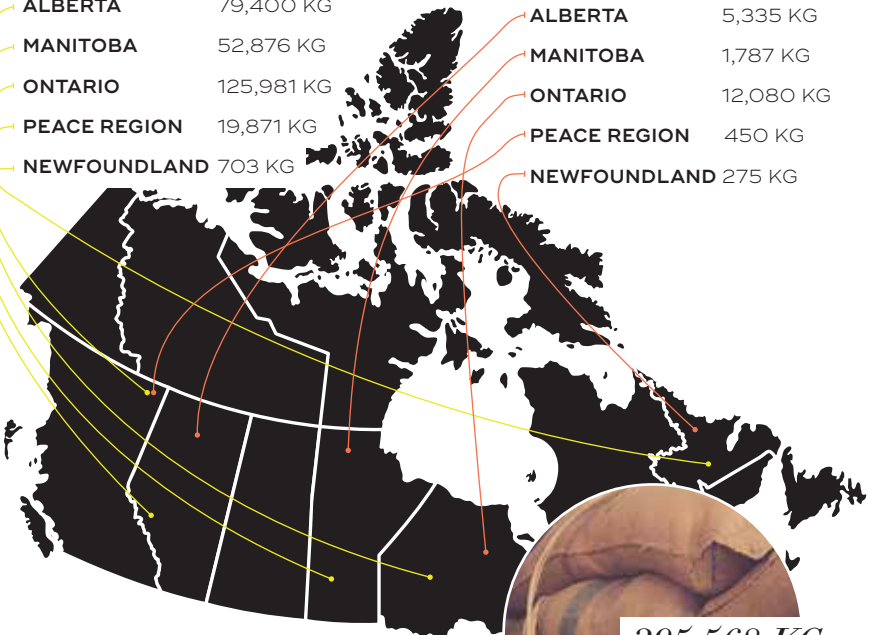 ALBERTA 79,400 KG
MANITOBA 52,876 KG
ONTARIO 125,981 KG
PEACE REGION 19,871 KG
NEWFOUNDLAND 703 KG
ALBERTA 5,335 KG
MANITOBA 1,787 KG
ONTARIO 12,080 KG
PEACE REGION 450 KG
NEWFOUNDLAND 275 KG